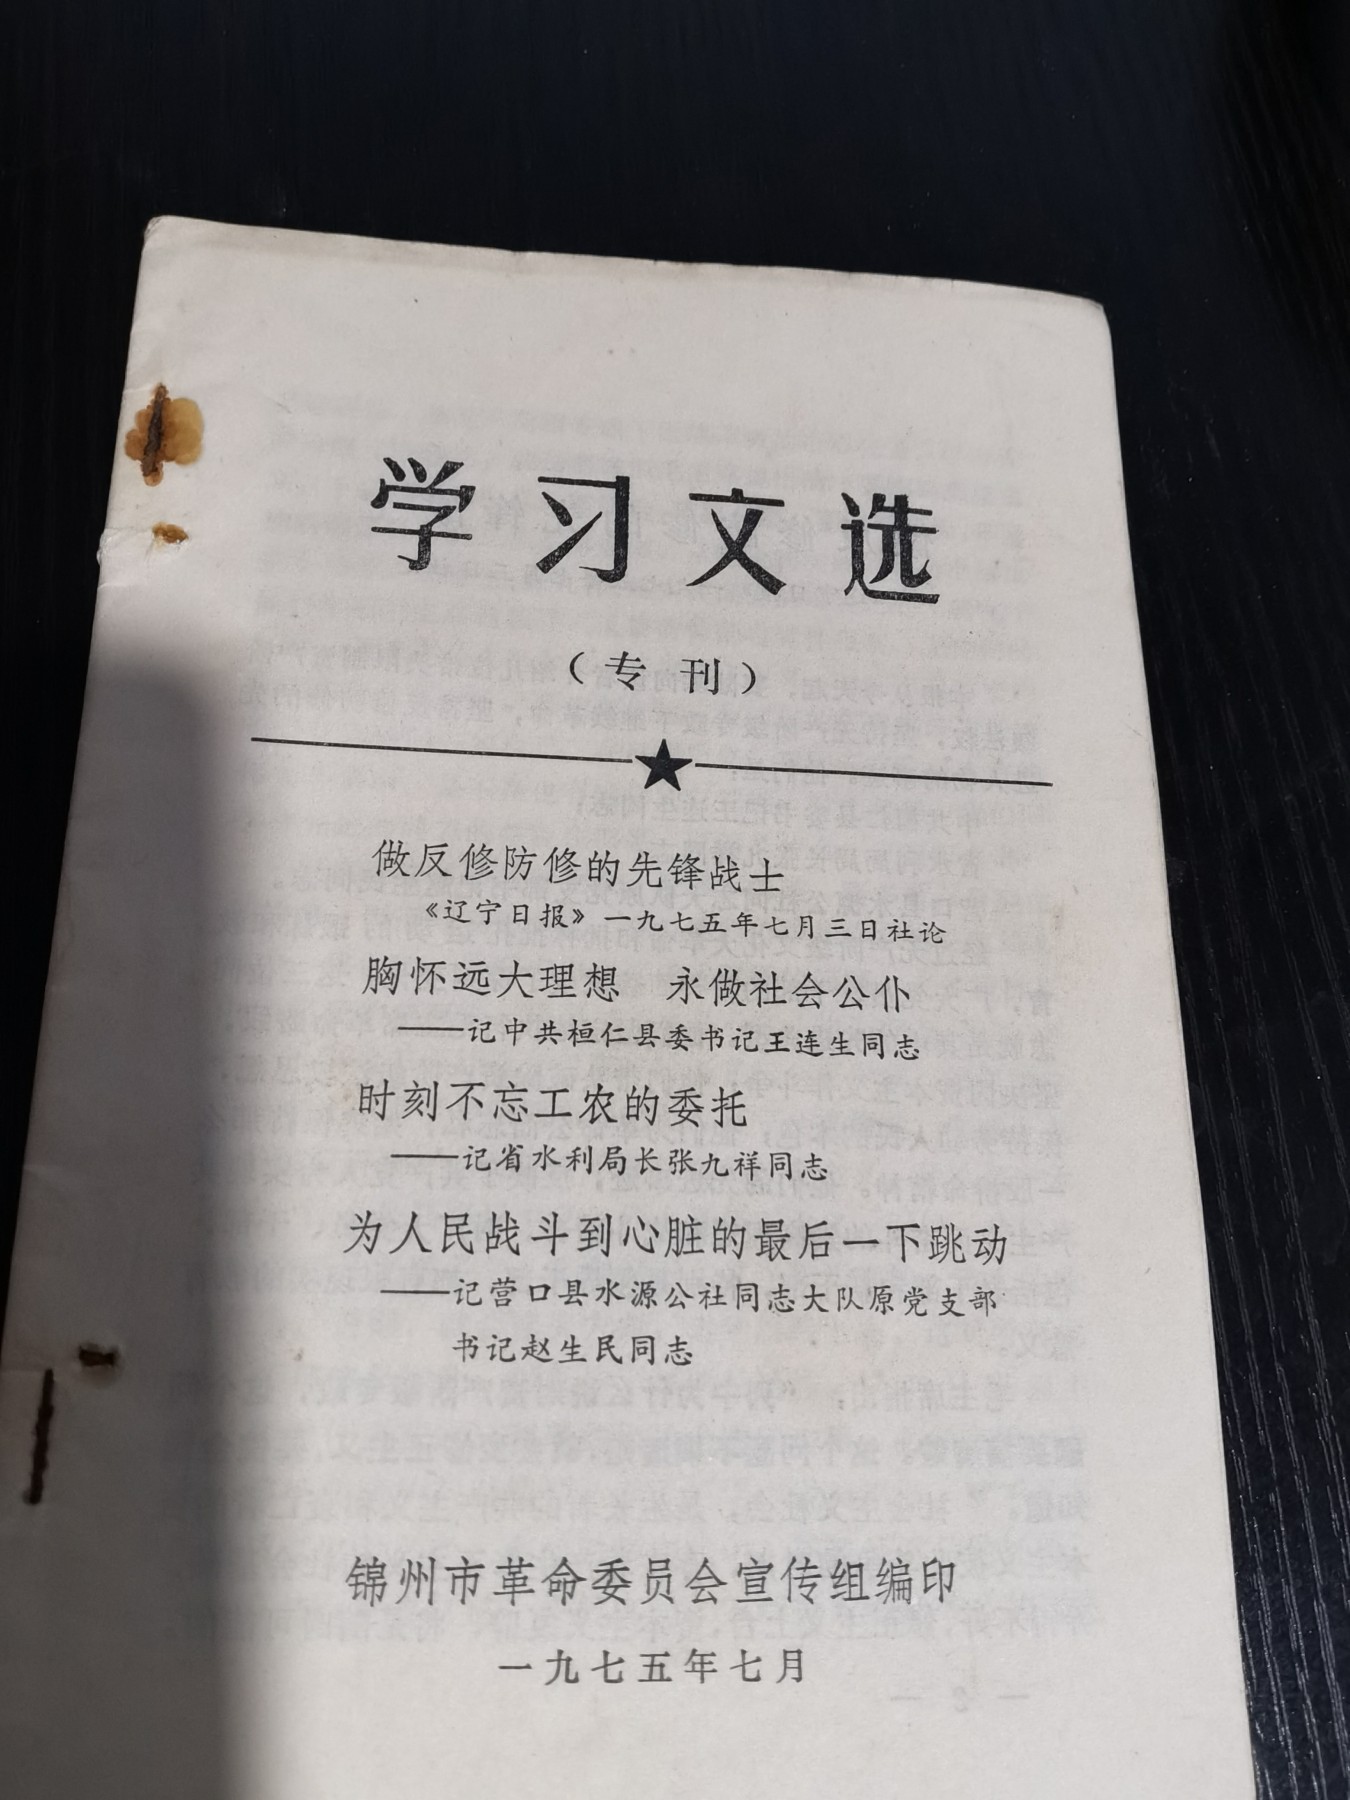 学习文选
（专刊）
做反修防修的先锋战士
《辽宁日报》一九七五年七月三日社论
胸怀远大理想　永做社会公仆
——记中共桓仁县委书记王连生同志
时刻不忘工农的委托
——记省水利局长张九祥同志
为人民战斗到心脏的最后一下跳动
——记营口县水源公社同志大队原党支部
书记赵生民同志
锦州市革命委员会宣传组编印
一九七五年七月